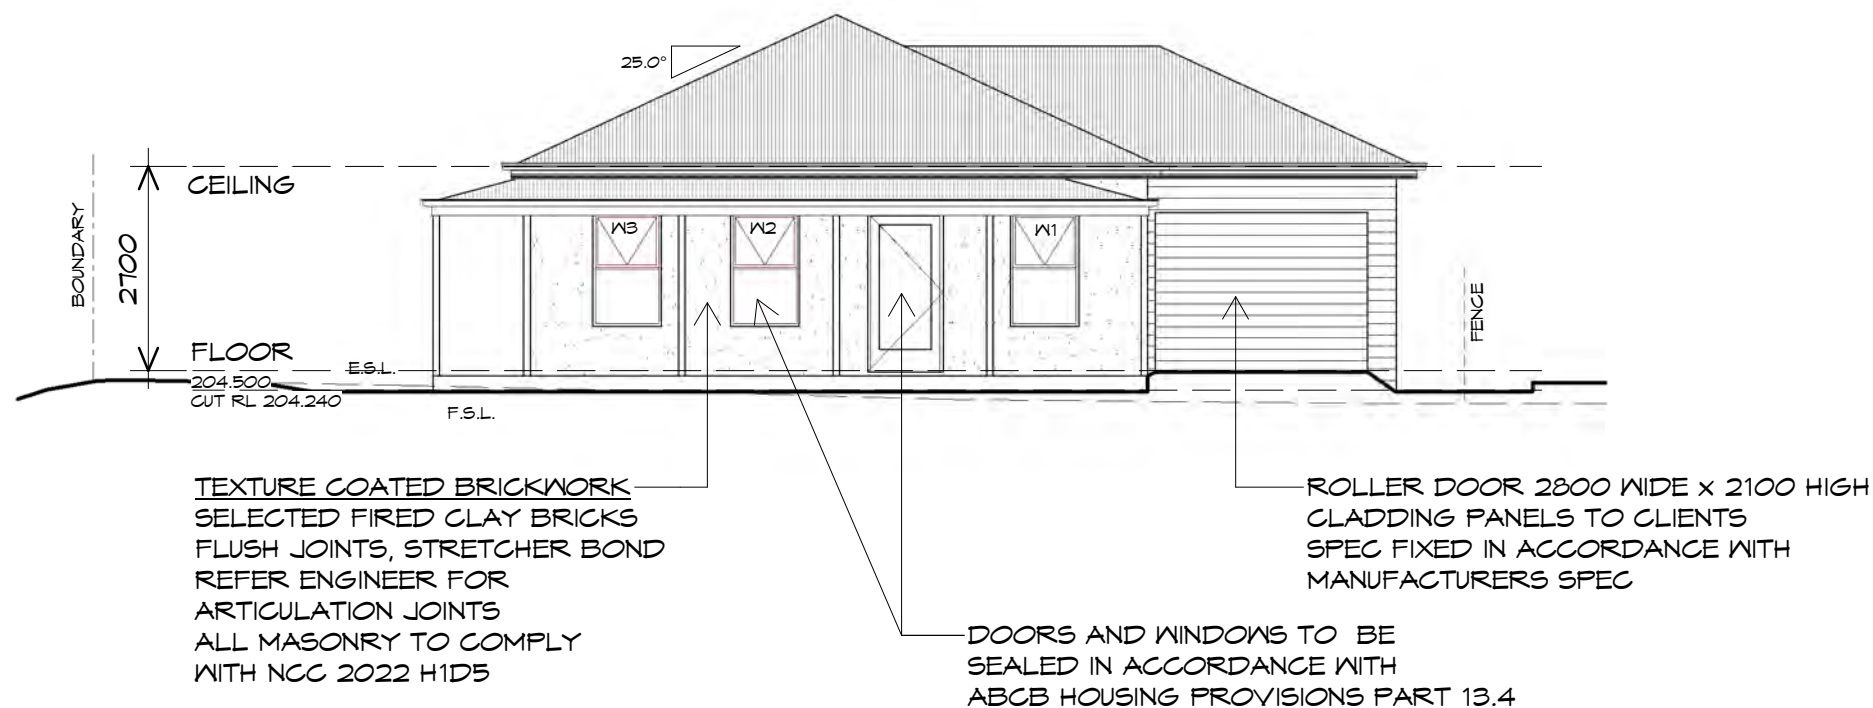 25.0°
CEILING
BOUNDARY
2700
W3
W2
W1
FENCE
FLOOR
E.S.L.
204.500
CUT RL 204.240
F.S.L.
TEXTURE COATED BRICKWORK
SELECTED FIRED CLAY BRICKS
FLUSH JOINTS, STRETCHER BOND
REFER ENGINEER FOR
ARTICULATION JOINTS
ALL MASONRY TO COMPLY
WITH NCC 2022 H1D5
DOORS AND WINDOWS TO BE
SEALED IN ACCORDANCE WITH
ABCB HOUSING PROVISIONS PART 13.4
ROLLER DOOR 2800 WIDE x 2100 HIGH
CLADDING PANELS TO CLIENTS
SPEC FIXED IN ACCORDANCE WITH
MANUFACTURERS SPEC